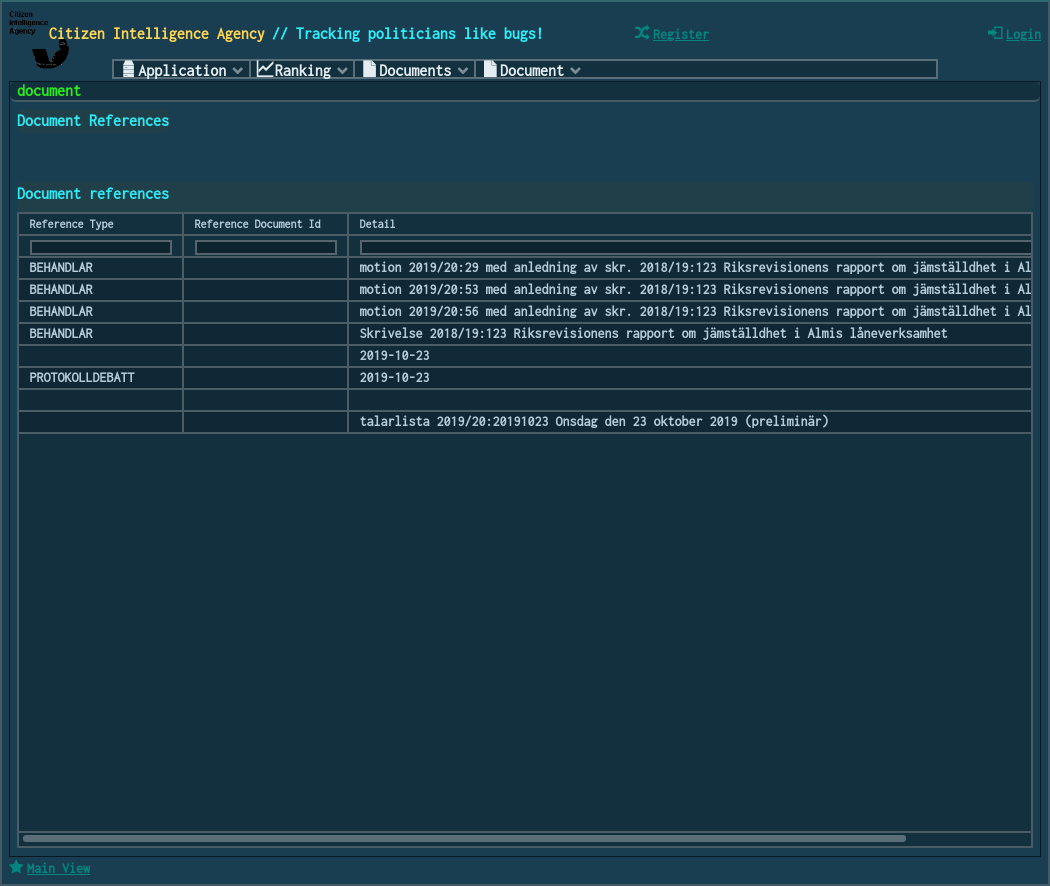 Citizen
Intelligence
Agency
Citizen Intelligence Agency // Tracking politicians like bugs!
Register
Login
Application
Ranking
Documents
Document
document
Document References
Document references
Reference Type Reference Document Id Detail
BEHANDLAR motion 2019/20:29 med anledning av skr. 2018/19:123 Riksrevisionens rapport om jämställdhet i Al
BEHANDLAR motion 2019/20:53 med anledning av skr. 2018/19:123 Riksrevisionens rapport om jämställdhet i Al
BEHANDLAR motion 2019/20:56 med anledning av skr. 2018/19:123 Riksrevisionens rapport om jämställdhet i Al
BEHANDLAR Skrivelse 2018/19:123 Riksrevisionens rapport om jämställdhet i Almis låneverksamhet
2019-10-23
PROTOKOLLDEBATT 2019-10-23
talarlista 2019/20:20191023 Onsdag den 23 oktober 2019 (preliminär)
Main View